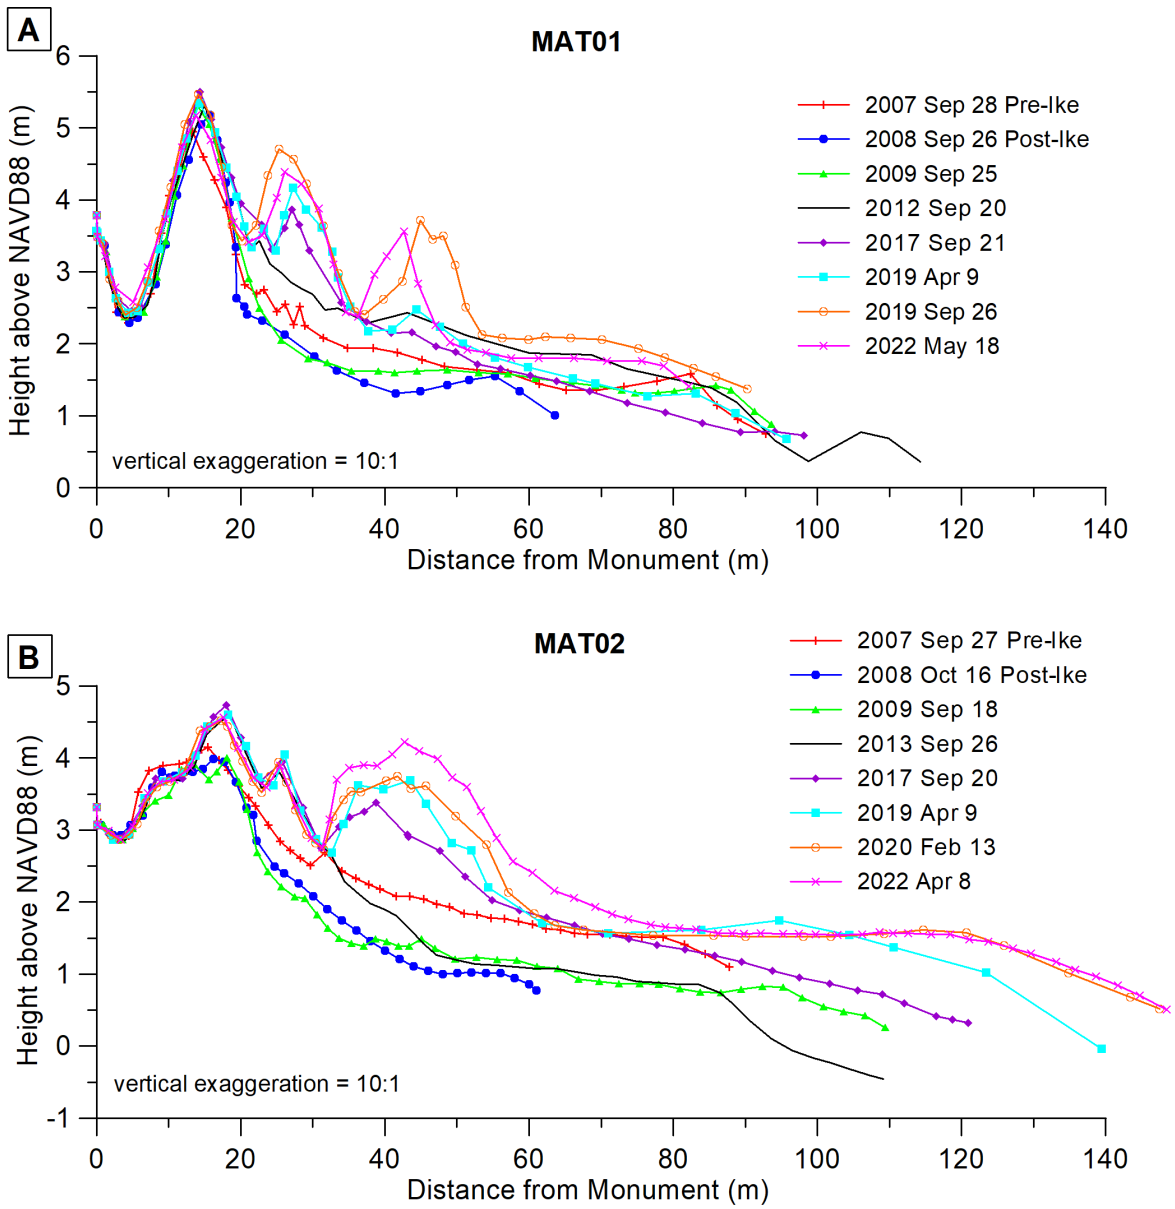 A
MAT01
6
5
4
3
2
1
0
Height above NAVD88 (m)
2007 Sep 28 Pre-Ike
2008 Sep 26 Post-Ike
2009 Sep 25
2012 Sep 20
2017 Sep 21
2019 Apr 9
2019 Sep 26
2022 May 18
vertical exaggeration = 10:1
0 20 40 60 80 100 120 140
Distance from Monument (m)
B
MAT02
5
4
3
2
1
0
-1
Height above NAVD88 (m)
2007 Sep 27 Pre-Ike
2008 Oct 16 Post-Ike
2009 Sep 18
2013 Sep 26
2017 Sep 20
2019 Apr 9
2020 Feb 13
2022 Apr 8
vertical exaggeration = 10:1
0 20 40 60 80 100 120 140
Distance from Monument (m)